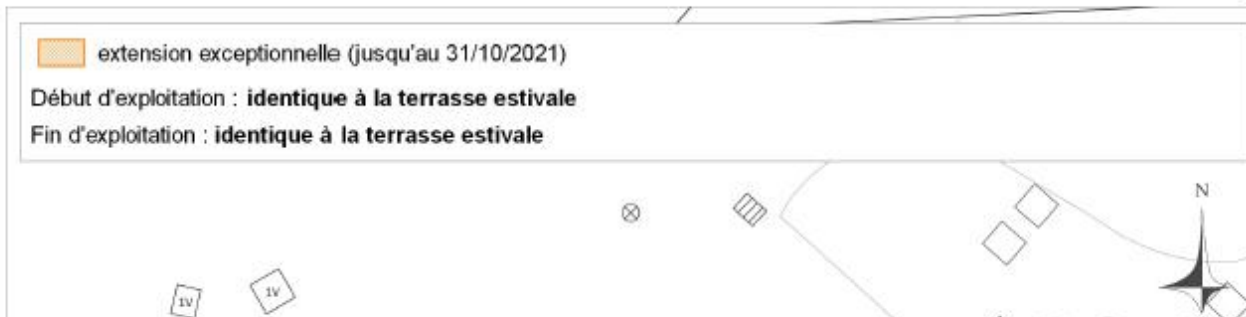 extension exceptionnelle (jusqu'au 31/10/2021)
Début d'exploitation : identique à la terrasse estivale
Fin d'exploitation : identique à la terrasse estivale
N
1V
1V